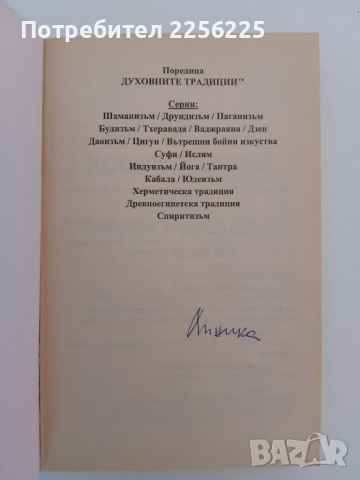 Потребител 2256225
Поредица
ДУХОВНИТЕ ТРАДИЦИИ™
Серии:
Шаманизъм / Друидизъм / Паганизъм
Будизъм / Тхеравада / Ваджраяна / Дзен
Даоизъм / Цигун / Вътрешни бойни изкуства
Суфи / Ислям
Индуизъм / Йога / Тантра
Кабала / Юдеизъм
Херметическа традиция
Древноегипетска традиция
Спиритизъм
BAZAR